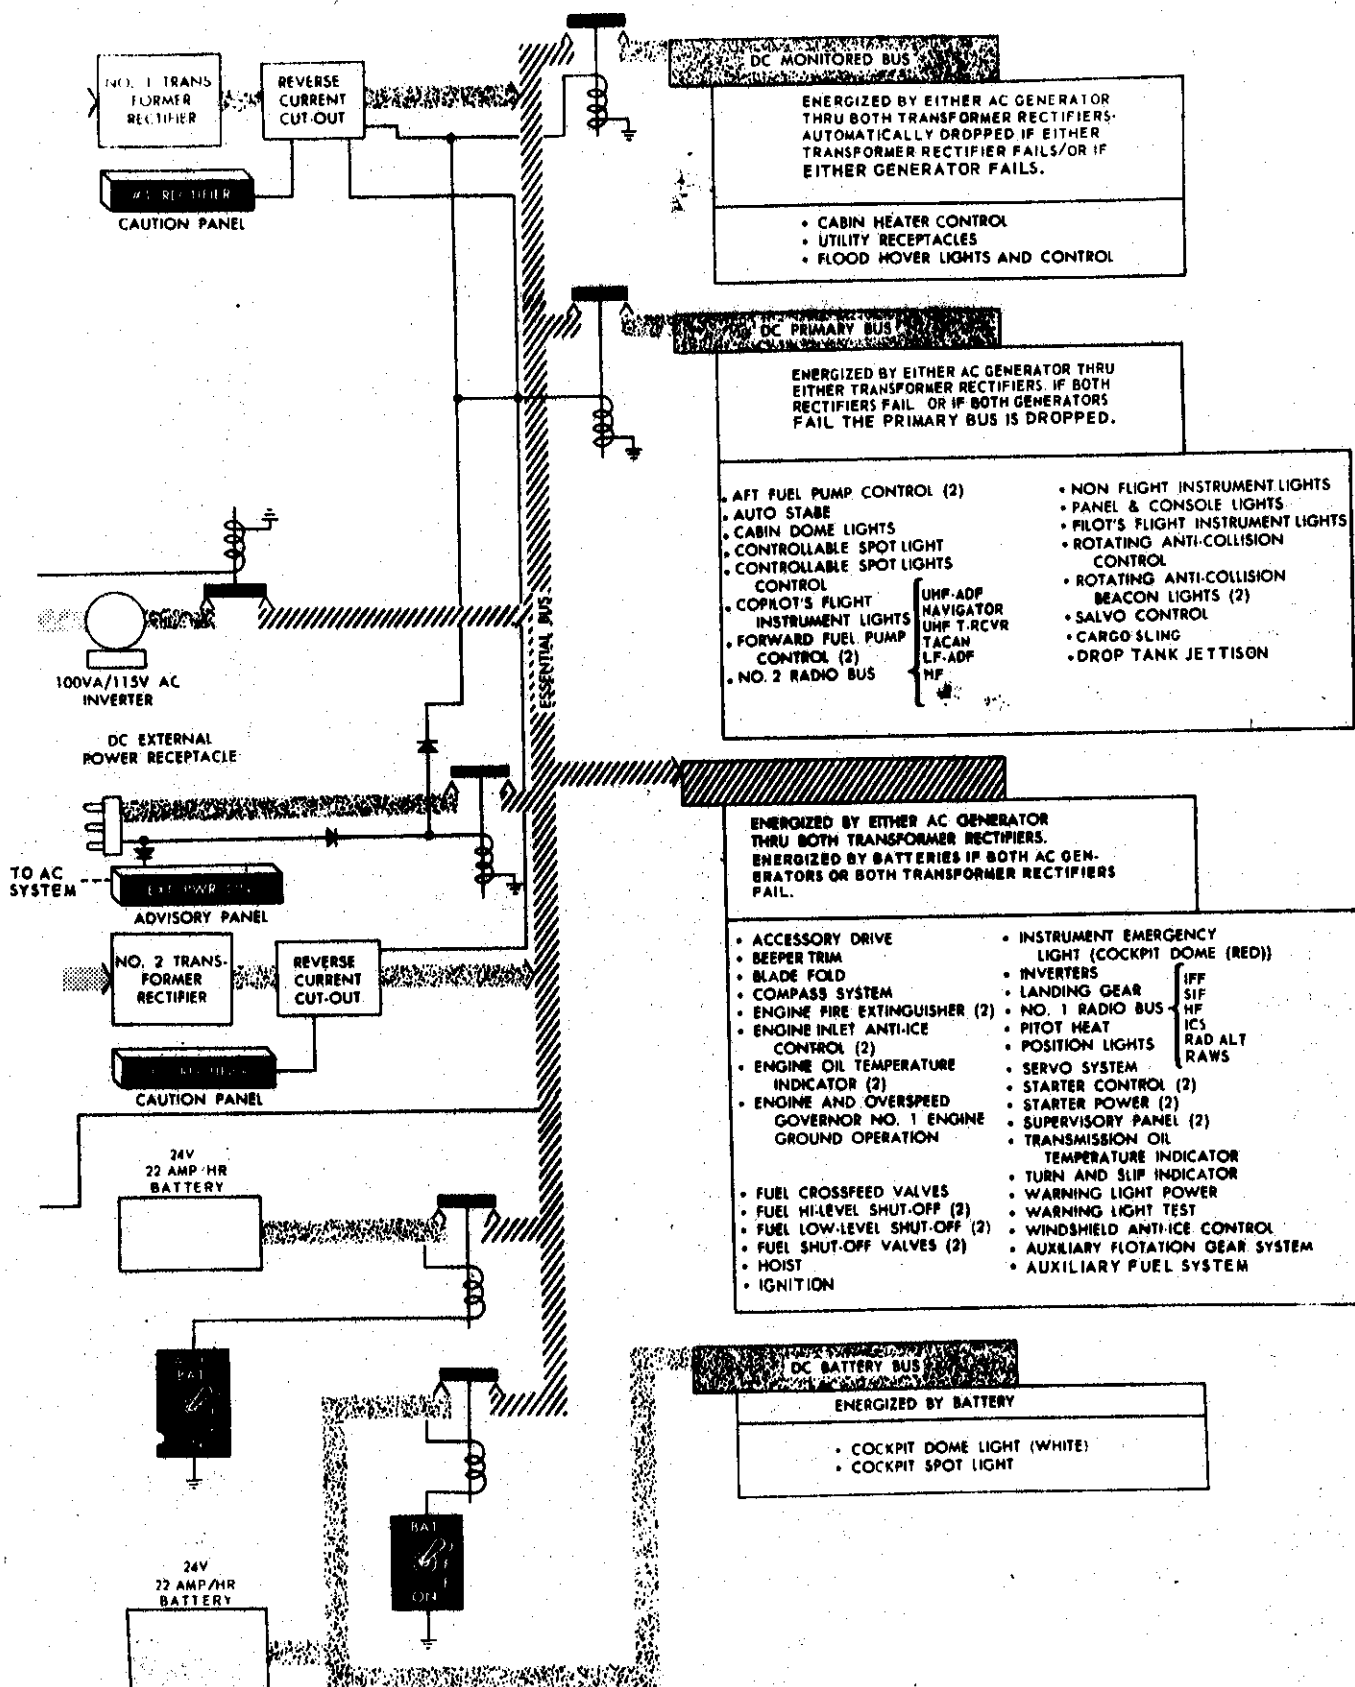 NO. 1 TRANS
FORMER
RECTIFIER
REVERSE
CURRENT
CUT-OUT
#1 RECTIFIER
CAUTION PANEL
DC MONITORED BUS
ENERGIZED BY EITHER AC GENERATOR
THRU BOTH TRANSFORMER RECTIFIERS.
AUTOMATICALLY DROPPED IF EITHER
TRANSFORMER RECTIFIER FAILS/OR IF
EITHER GENERATOR FAILS.
• CABIN HEATER CONTROL
• UTILITY RECEPTACLES
• FLOOD HOVER LIGHTS AND CONTROL
DC PRIMARY BUS
ENERGIZED BY EITHER AC GENERATOR THRU
EITHER TRANSFORMER RECTIFIERS. IF BOTH
RECTIFIERS FAIL OR IF BOTH GENERATORS
FAIL THE PRIMARY BUS IS DROPPED.
• AFT FUEL PUMP CONTROL (2)
• AUTO STABE
• CABIN DOME LIGHTS
• CONTROLLABLE SPOT LIGHT
• CONTROLLABLE SPOT LIGHTS
CONTROL
• COPILOT'S FLIGHT
INSTRUMENT LIGHTS
• FORWARD FUEL PUMP
CONTROL (2)
• NO. 2 RADIO BUS
UHF-ADF
NAVIGATOR
UHF T-RCVR
TACAN
LF-ADF
HF
• NON FLIGHT INSTRUMENT LIGHTS
• PANEL & CONSOLE LIGHTS
• PILOT'S FLIGHT INSTRUMENT LIGHTS
• ROTATING ANTI-COLLISION
CONTROL
• ROTATING ANTI-COLLISION
BEACON LIGHTS (2)
• SALVO CONTROL
• CARGO SLING
• DROP TANK JETTISON
ESSENTIAL BUS
100VA/115V AC
INVERTER
DC EXTERNAL
POWER RECEPTACLE
TO AC
SYSTEM
EXT PWR ON
ADVISORY PANEL
ENERGIZED BY EITHER AC GENERATOR
THRU BOTH TRANSFORMER RECTIFIERS.
ENERGIZED BY BATTERIES IF BOTH AC GEN-
ERATORS OR BOTH TRANSFORMER RECTIFIERS
FAIL.
NO. 2 TRANS-
FORMER
RECTIFIER
REVERSE
CURRENT
CUT-OUT
RECTIFIER
CAUTION PANEL
• ACCESSORY DRIVE
• BEEPER TRIM
• BLADE FOLD
• COMPASS SYSTEM
• ENGINE FIRE EXTINGUISHER (2)
• ENGINE INLET ANTI-ICE
CONTROL (2)
• ENGINE OIL TEMPERATURE
INDICATOR (2)
• ENGINE AND OVERSPEED
GOVERNOR NO. 1 ENGINE
GROUND OPERATION
• FUEL CROSSFEED VALVES
• FUEL HI-LEVEL SHUT-OFF (2)
• FUEL LOW-LEVEL SHUT-OFF (2)
• FUEL SHUT-OFF VALVES (2)
• HOIST
• IGNITION
• INSTRUMENT EMERGENCY
LIGHT (COCKPIT DOME (RED))
• INVERTERS
• LANDING GEAR
• NO. 1 RADIO BUS
• PITOT HEAT
• POSITION LIGHTS
IFF
SIF
HF
ICS
RAD ALT
RAWS
• SERVO SYSTEM
• STARTER CONTROL (2)
• STARTER POWER (2)
• SUPERVISORY PANEL (2)
• TRANSMISSION OIL
TEMPERATURE INDICATOR
• TURN AND SLIP INDICATOR
• WARNING LIGHT POWER
• WARNING LIGHT TEST
• WINDSHIELD ANTI-ICE CONTROL
• AUXILIARY FLOTATION GEAR SYSTEM
• AUXILIARY FUEL SYSTEM
24V
22 AMP/HR
BATTERY
BAT
DC BATTERY BUS
ENERGIZED BY BATTERY
• COCKPIT DOME LIGHT (WHITE)
• COCKPIT SPOT LIGHT
BAT
OFF
ON
24V
22 AMP/HR
BATTERY